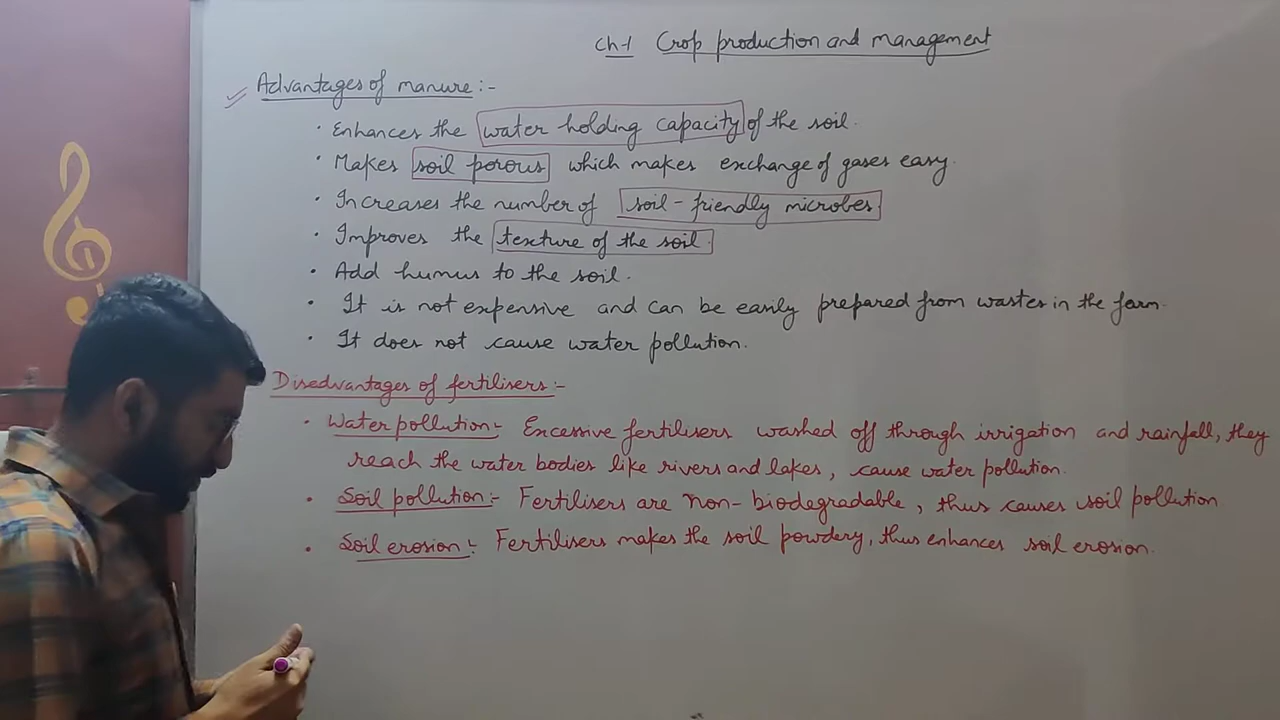 Ch-1 Crop production and management
Advantages of manure :-
· Enhances the water holding capacity of the soil.
· Makes soil porous which makes exchange of gases easy.
· Increases the number of soil-friendly microbes
· Improves the texture of the soil.
· Add humus to the soil.
· It is not expensive and can be easily prepared from wastes in the farm.
· It does not cause water pollution.
Disadvantages of fertilisers :-
· Water pollution :- Excessive fertilisers washed off through irrigation and rainfall, they
reach the water bodies like rivers and lakes, cause water pollution.
· Soil pollution :- Fertilisers are non-biodegradable, thus causes soil pollution
· Soil erosion :- Fertilisers makes the soil powdery, thus enhances soil erosion.